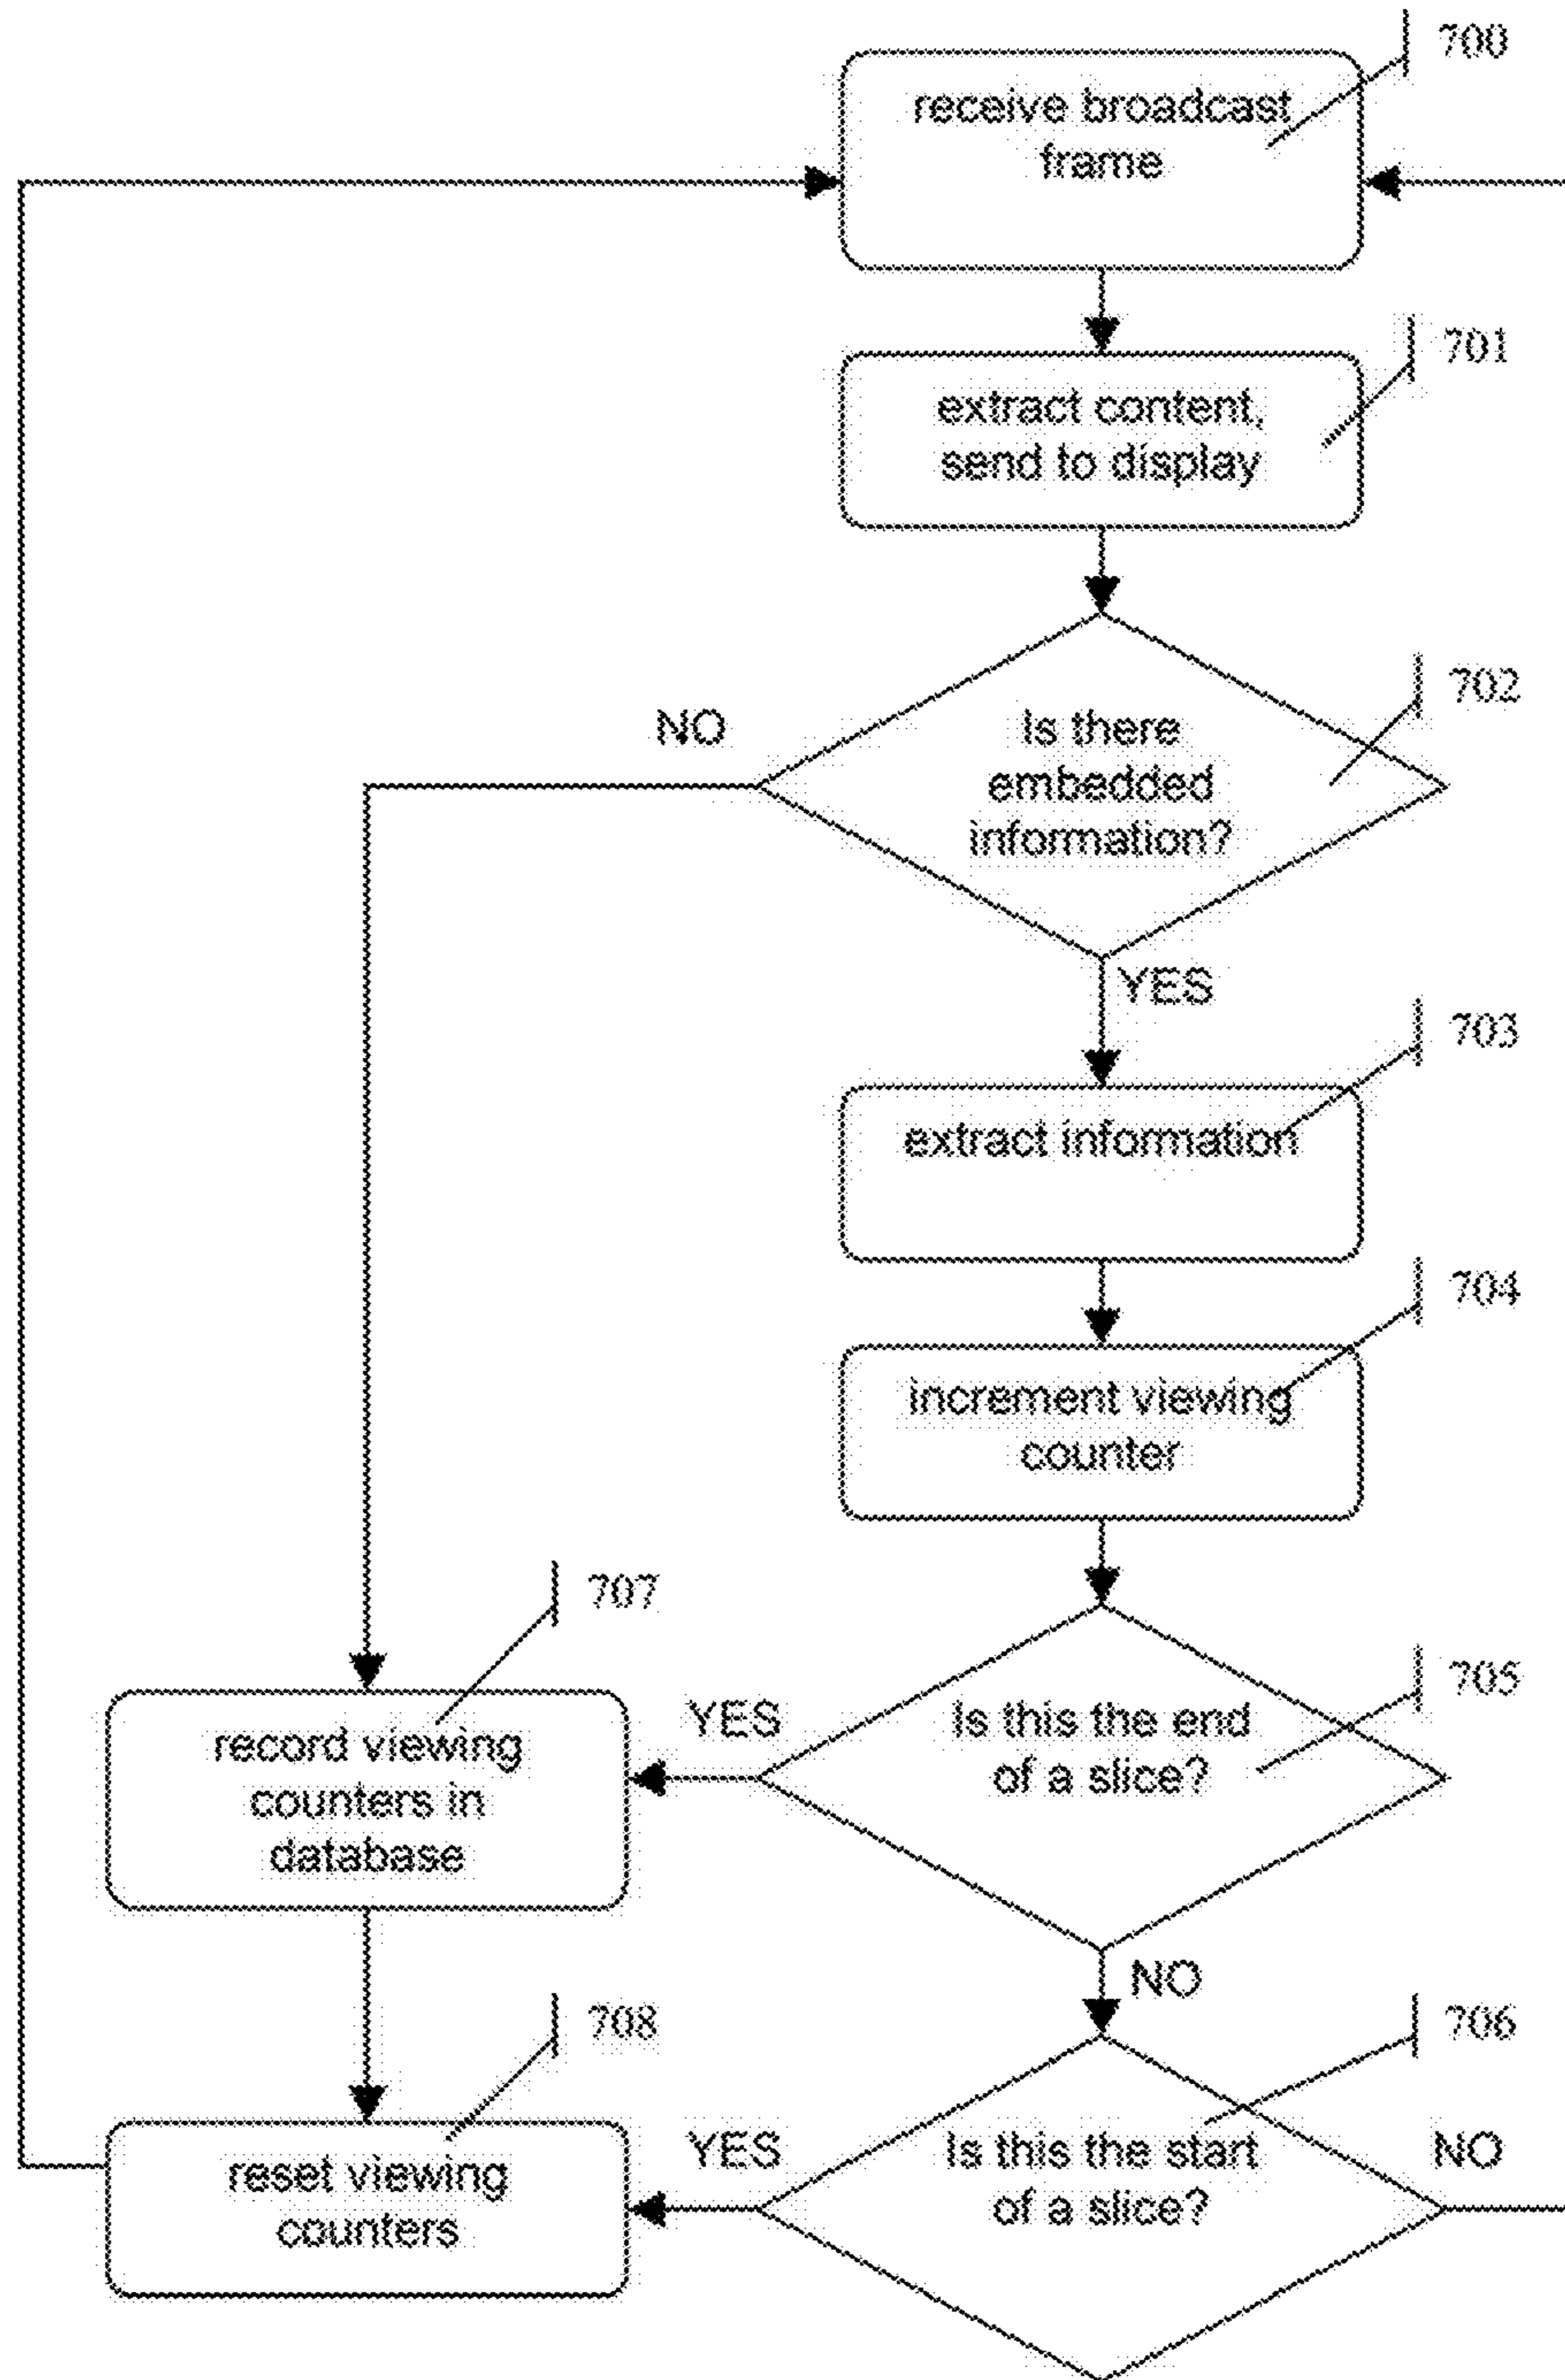 700
receive broadcast
frame
701
extract content,
send to display
702
NO
Is there
embedded
information?
YES
703
extract information
704
increment viewing
counter
707
705
record viewing
counters in
database
YES
Is this the end
of a slice?
NO
708
706
reset viewing
counters
YES
Is this the start
of a slice?
NO